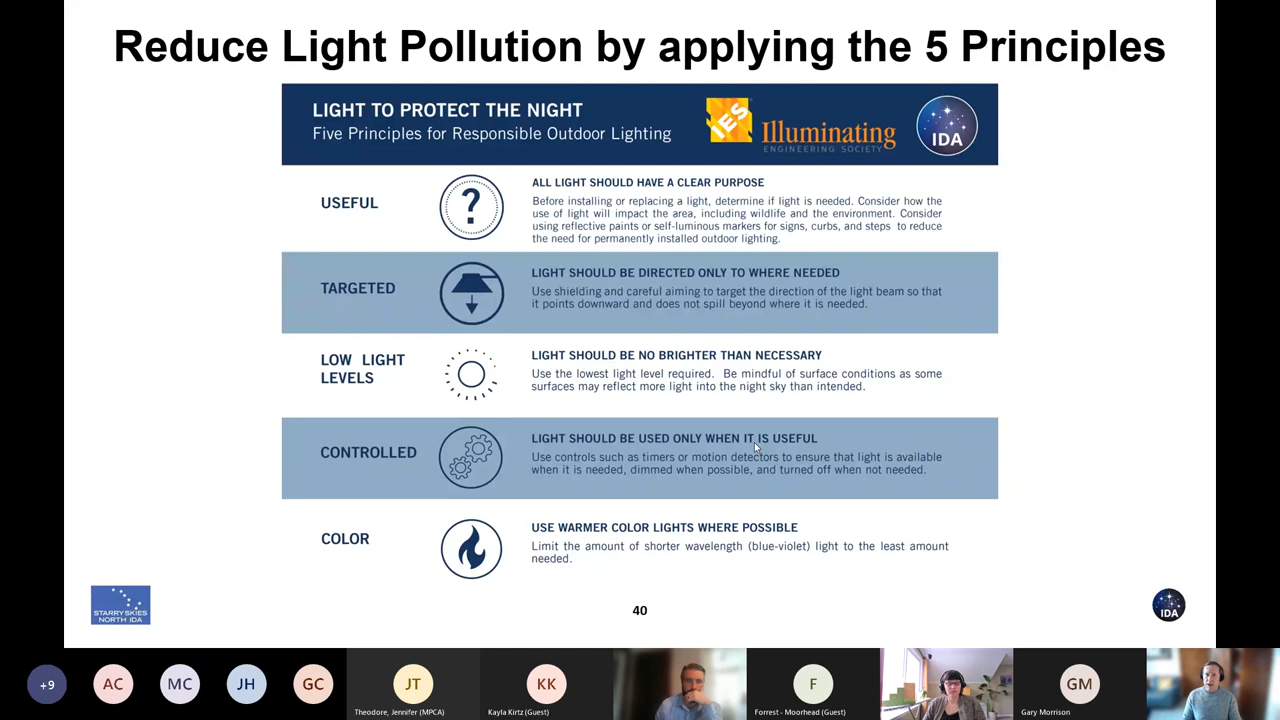 Reduce Light Pollution by applying the 5 Principles
LIGHT TO PROTECT THE NIGHT
Five Principles for Responsible Outdoor Lighting
IES
Illuminating
ENGINEERING SOCIETY
IDA
USEFUL
?
ALL LIGHT SHOULD HAVE A CLEAR PURPOSE
Before installing or replacing a light, determine if light is needed. Consider how the
use of light will impact the area, including wildlife and the environment. Consider
using reflective paints or self-luminous markers for signs, curbs, and steps to reduce
the need for permanently installed outdoor lighting.
TARGETED
LIGHT SHOULD BE DIRECTED ONLY TO WHERE NEEDED
Use shielding and careful aiming to target the direction of the light beam so that
it points downward and does not spill beyond where it is needed.
LOW LIGHT
LEVELS
LIGHT SHOULD BE NO BRIGHTER THAN NECESSARY
Use the lowest light level required. Be mindful of surface conditions as some
surfaces may reflect more light into the night sky than intended.
CONTROLLED
LIGHT SHOULD BE USED ONLY WHEN IT IS USEFUL
Use controls such as timers or motion detectors to ensure that light is available
when it is needed, dimmed when possible, and turned off when not needed.
COLOR
USE WARMER COLOR LIGHTS WHERE POSSIBLE
Limit the amount of shorter wavelength (blue-violet) light to the least amount
needed.
STARRY SKIES
NORTH IDA
40
IDA
+9
AC
MC
JH
GC
JT
Theodore, Jennifer (MPCA)
KK
Kayla Kirtz (Guest)
F
Forrest - Moorhead (Guest)
GM
Gary Morrison